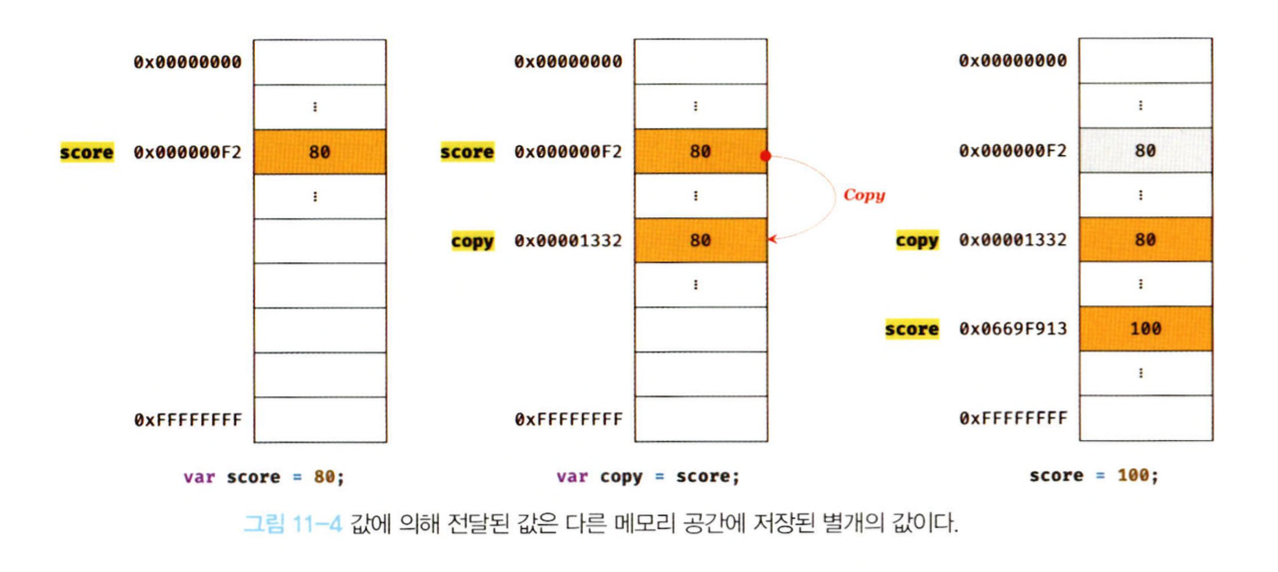 0x00000000
⋮
score 0x000000F2 80
⋮
0xFFFFFFFF
var score = 80;
0x00000000
⋮
score 0x000000F2 80
⋮
Copy
copy 0x00001332 80
⋮
0xFFFFFFFF
var copy = score;
0x00000000
⋮
0x000000F2 80
⋮
copy 0x00001332 80
⋮
score 0x0669F913 100
⋮
0xFFFFFFFF
score = 100;
그림 11-4 값에 의해 전달된 값은 다른 메모리 공간에 저장된 별개의 값이다.